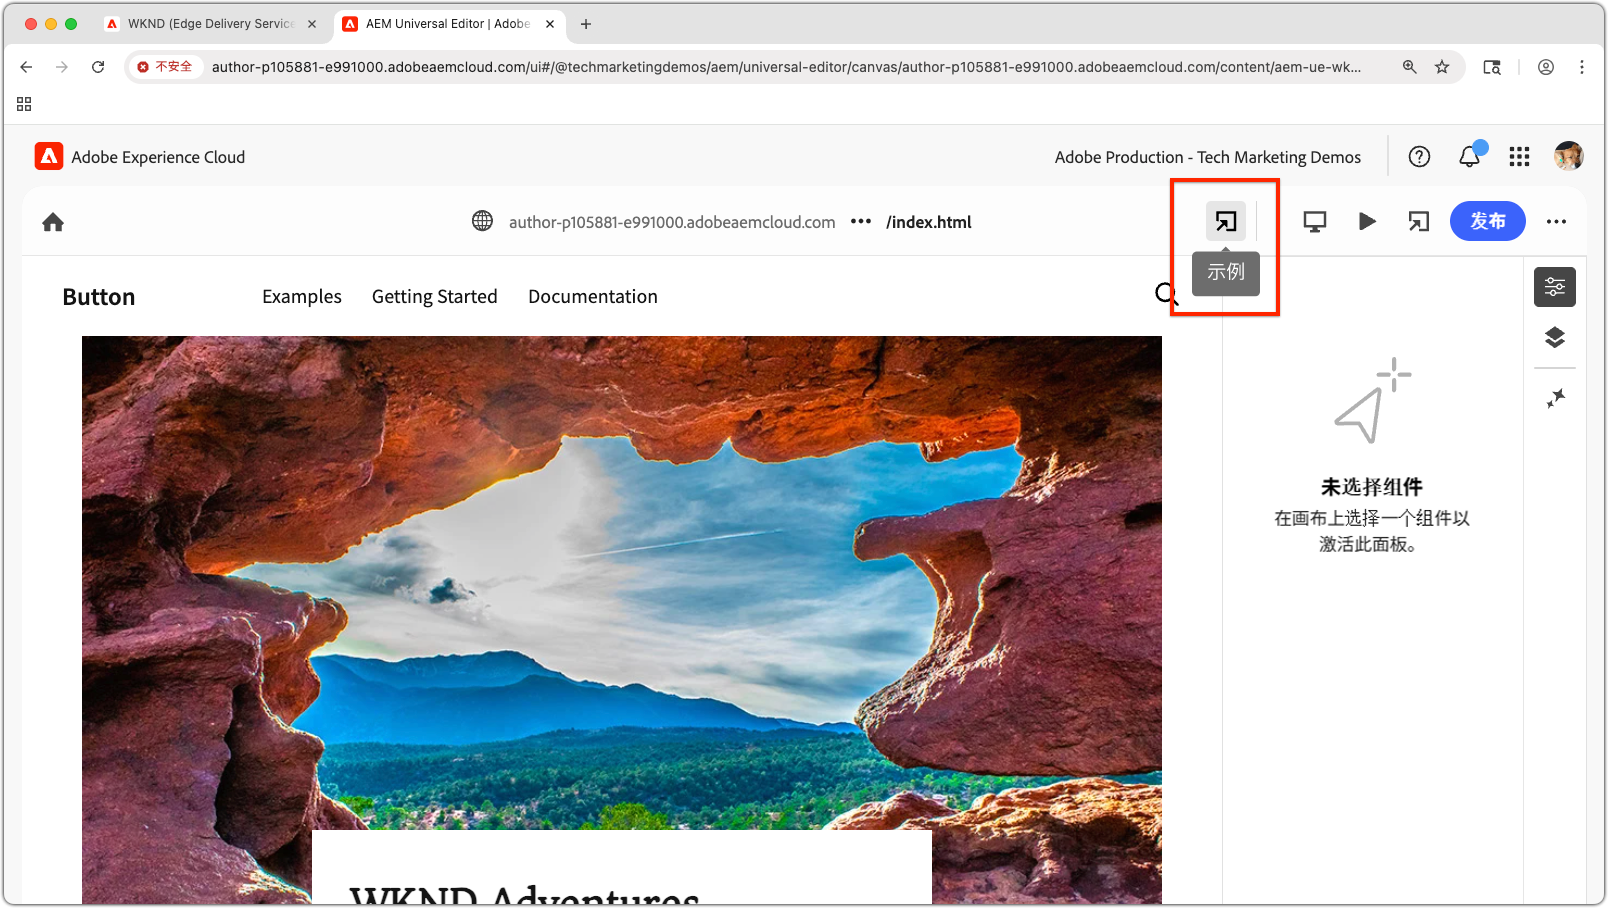 WKND (Edge Delivery Service
AEM Universal Editor | Adobe
不安全
author-p105881-e991000.adobeaemcloud.com/ui#/@techmarketingdemos/aem/universal-editor/canvas/author-p105881-e991000.adobeaemcloud.com/content/aem-ue-wk...
Adobe Experience Cloud
Adobe Production - Tech Marketing Demos
author-p105881-e991000.adobeaemcloud.com ••• /index.html
发布
示例
Button
Examples
Getting Started
Documentation
未选择组件
在画布上选择一个组件以
激活此面板。
WKND Adventures